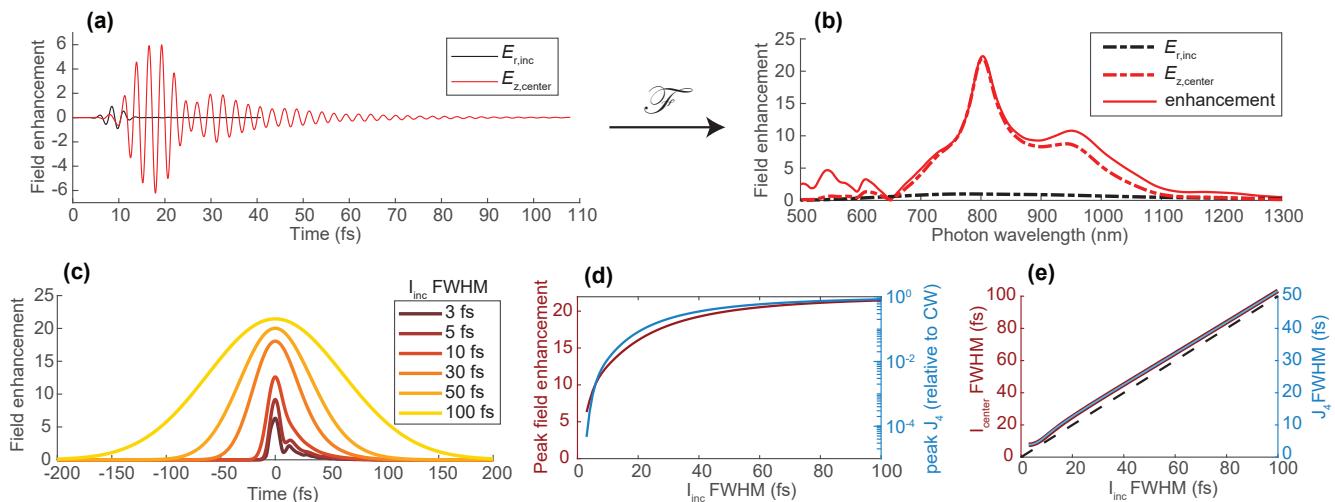 (a)
Field enhancement
6
4
2
0
-2
-4
-6
0 10 20 30 40 50 60 70 80 90 100 110
Time (fs)
E_r,inc
E_z,center
ℱ
(b)
Field enhancement
25
20
15
10
5
0
500 600 700 800 900 1000 1100 1200 1300
Photon wavelength (nm)
E_r,inc
E_z,center
enhancement
(c)
Field enhancement
25
20
15
10
5
0
-200 -150 -100 -50 0 50 100 150 200
Time (fs)
I_inc FWHM
3 fs
5 fs
10 fs
30 fs
50 fs
100 fs
(d)
Peak field enhancement
20
15
10
5
0
0 20 40 60 80 100
I_inc FWHM (fs)
10^0
10^-2
10^-4
peak J_4 (relative to CW)
(e)
I_center FWHM (fs)
100
80
60
40
20
0
0 20 40 60 80 100
I_inc FWHM (fs)
50
40
30
20
10
0
J_4 FWHM (fs)